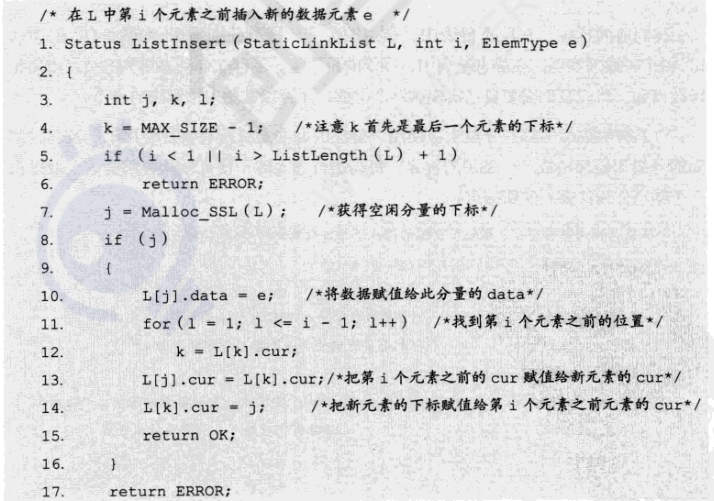 /* 在 L 中第 i 个元素之前插入新的数据元素 e */
1. Status ListInsert(StaticLinkList L, int i, ElemType e)
2. {
3. int j, k, l;
4. k = MAX_SIZE - 1; /*注意 k 首先是最后一个元素的下标*/
5. if (i < 1 || i > ListLength(L) + 1)
6. return ERROR;
7. j = Malloc_SSL(L); /*获得空闲分量的下标*/
8. if (j)
9. {
10. L[j].data = e; /*将数据赋值给此分量的 data*/
11. for(l = 1; l <= i - 1; l++) /*找到第 i 个元素之前的位置*/
12. k = L[k].cur;
13. L[j].cur = L[k].cur;/*把第 i 个元素之前的 cur 赋值给新元素的 cur*/
14. L[k].cur = j; /*把新元素的下标赋值给第 i 个元素之前元素的 cur*/
15. return OK;
16. }
17. return ERROR;